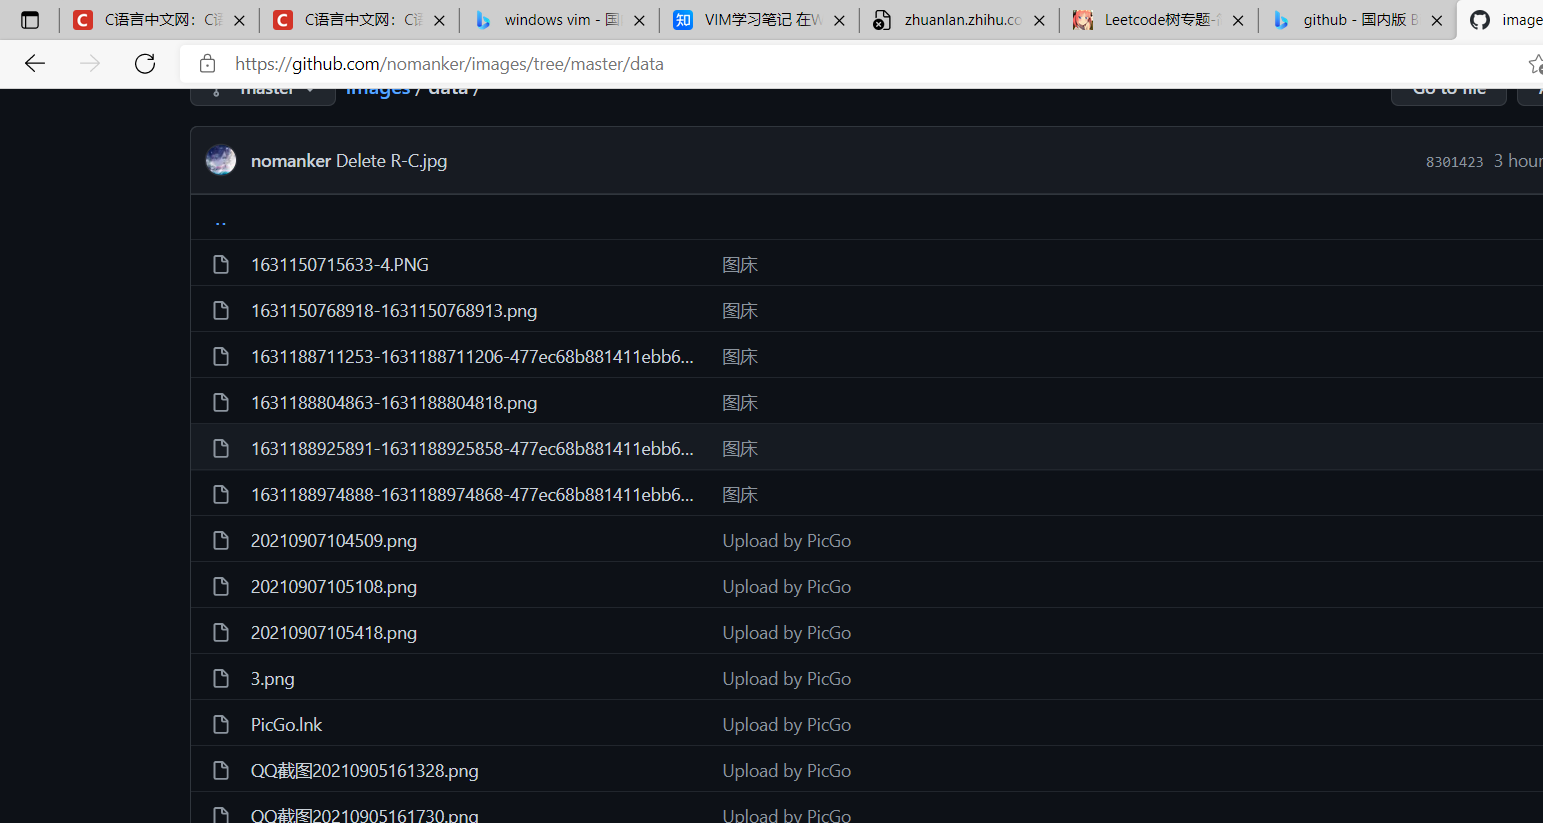 C语言中文网：C语
C语言中文网：C语
windows vim - 国
VIM学习笔记 在W
zhuanlan.zhihu.co
Leetcode树专题-
github - 国内版 B
image
https://github.com/nomanker/images/tree/master/data
master images / data /
Go to file
nomanker Delete R-C.jpg
8301423 3 hour
..
1631150715633-4.PNG 图床
1631150768918-1631150768913.png 图床
1631188711253-1631188711206-477ec68b881411ebb6... 图床
1631188804863-1631188804818.png 图床
1631188925891-1631188925858-477ec68b881411ebb6... 图床
1631188974888-1631188974868-477ec68b881411ebb6... 图床
20210907104509.png Upload by PicGo
20210907105108.png Upload by PicGo
20210907105418.png Upload by PicGo
3.png Upload by PicGo
PicGo.lnk Upload by PicGo
QQ截图20210905161328.png Upload by PicGo
QQ截图20210905161730.png Upload by PicGo